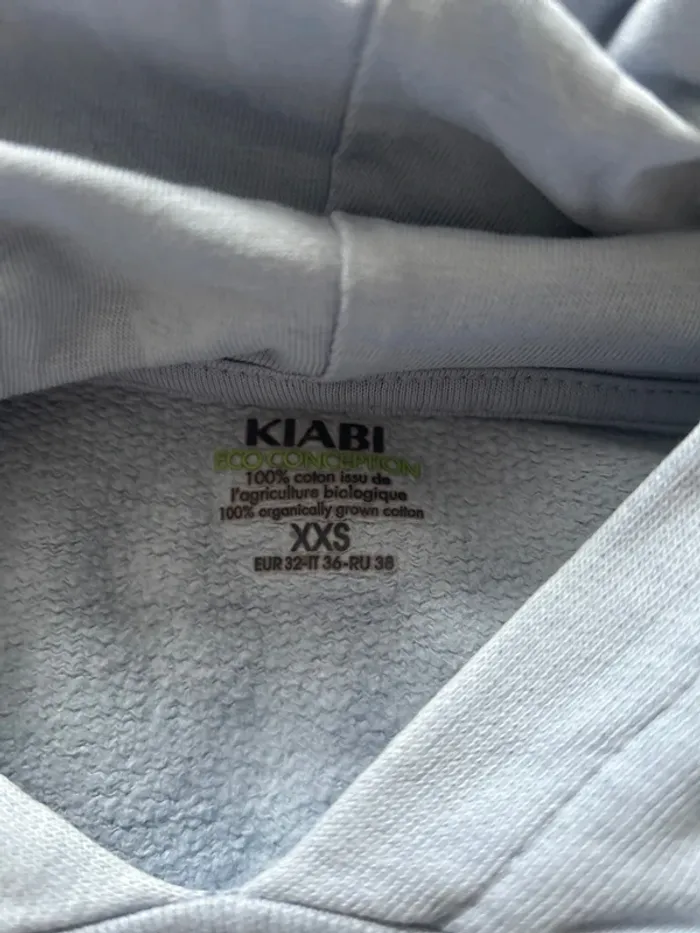 KIABI
ECO CONCEPTION
100% coton issu de
l'agriculture biologique
100% organically grown cotton
XXS
EUR 32-IT 36-RU 38